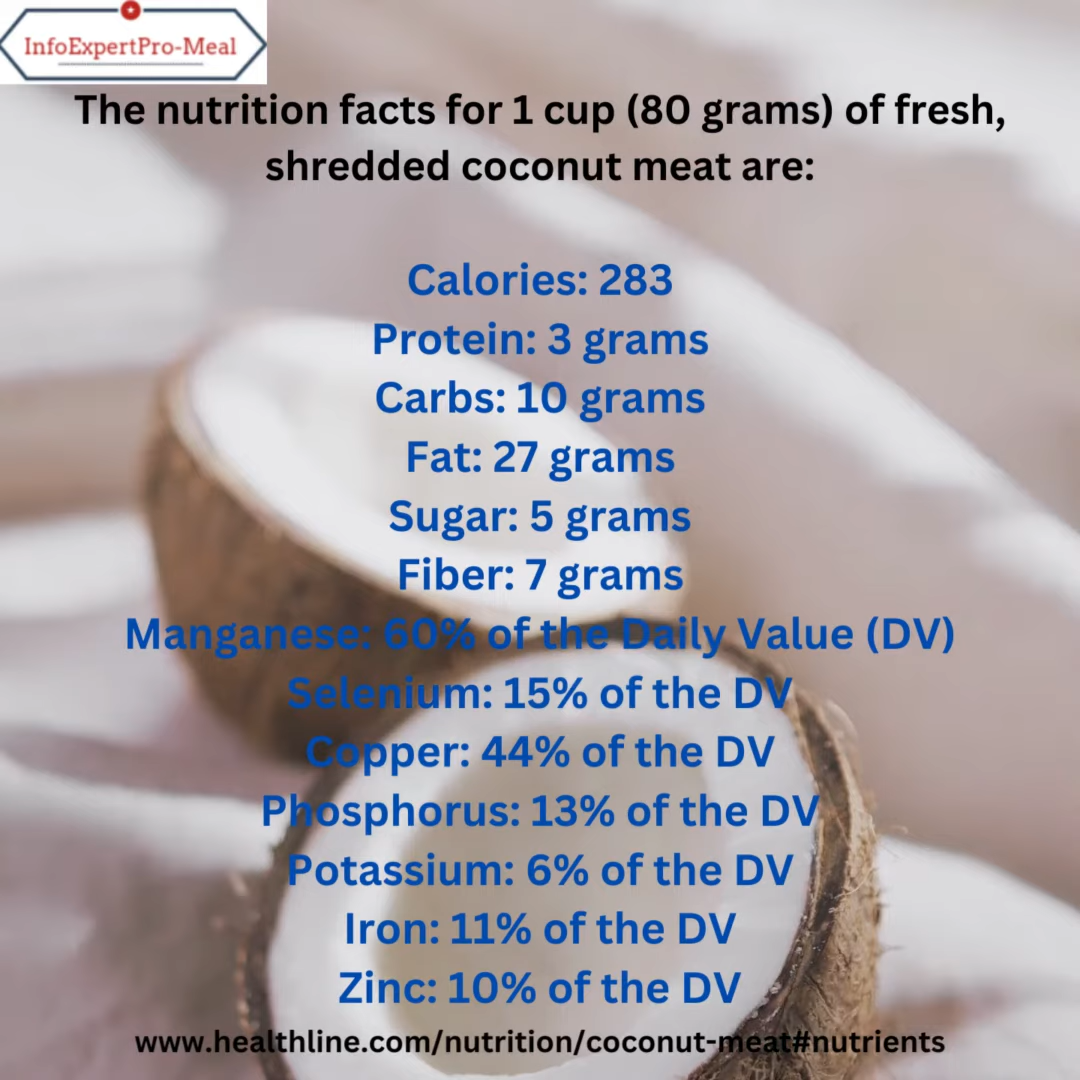 InfoExpertPro-Meal
The nutrition facts for 1 cup (80 grams) of fresh,
shredded coconut meat are:
Calories: 283
Protein: 3 grams
Carbs: 10 grams
Fat: 27 grams
Sugar: 5 grams
Fiber: 7 grams
Manganese: 60% of the Daily Value (DV)
Selenium: 15% of the DV
Copper: 44% of the DV
Phosphorus: 13% of the DV
Potassium: 6% of the DV
Iron: 11% of the DV
Zinc: 10% of the DV
www.healthline.com/nutrition/coconut-meat#nutrients